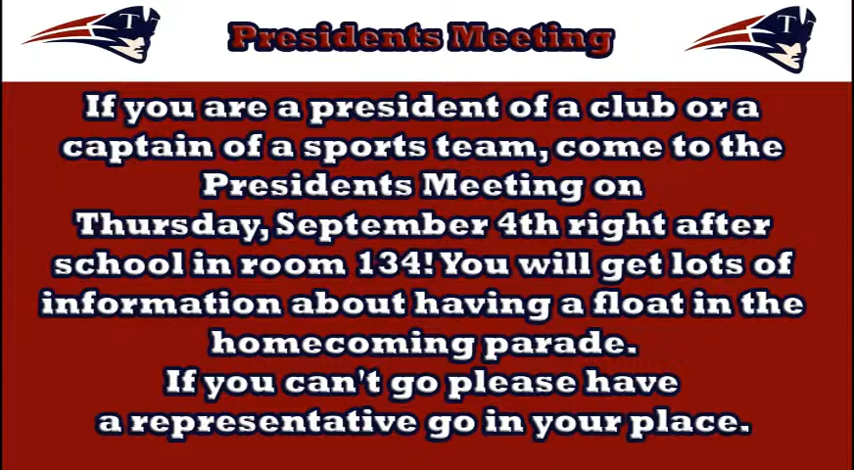 T T
Presidents Meeting
If you are a president of a club or a
captain of a sports team, come to the
Presidents Meeting on
Thursday, September 4th right after
school in room 134! You will get lots of
information about having a float in the
homecoming parade.
If you can't go please have
a representative go in your place.